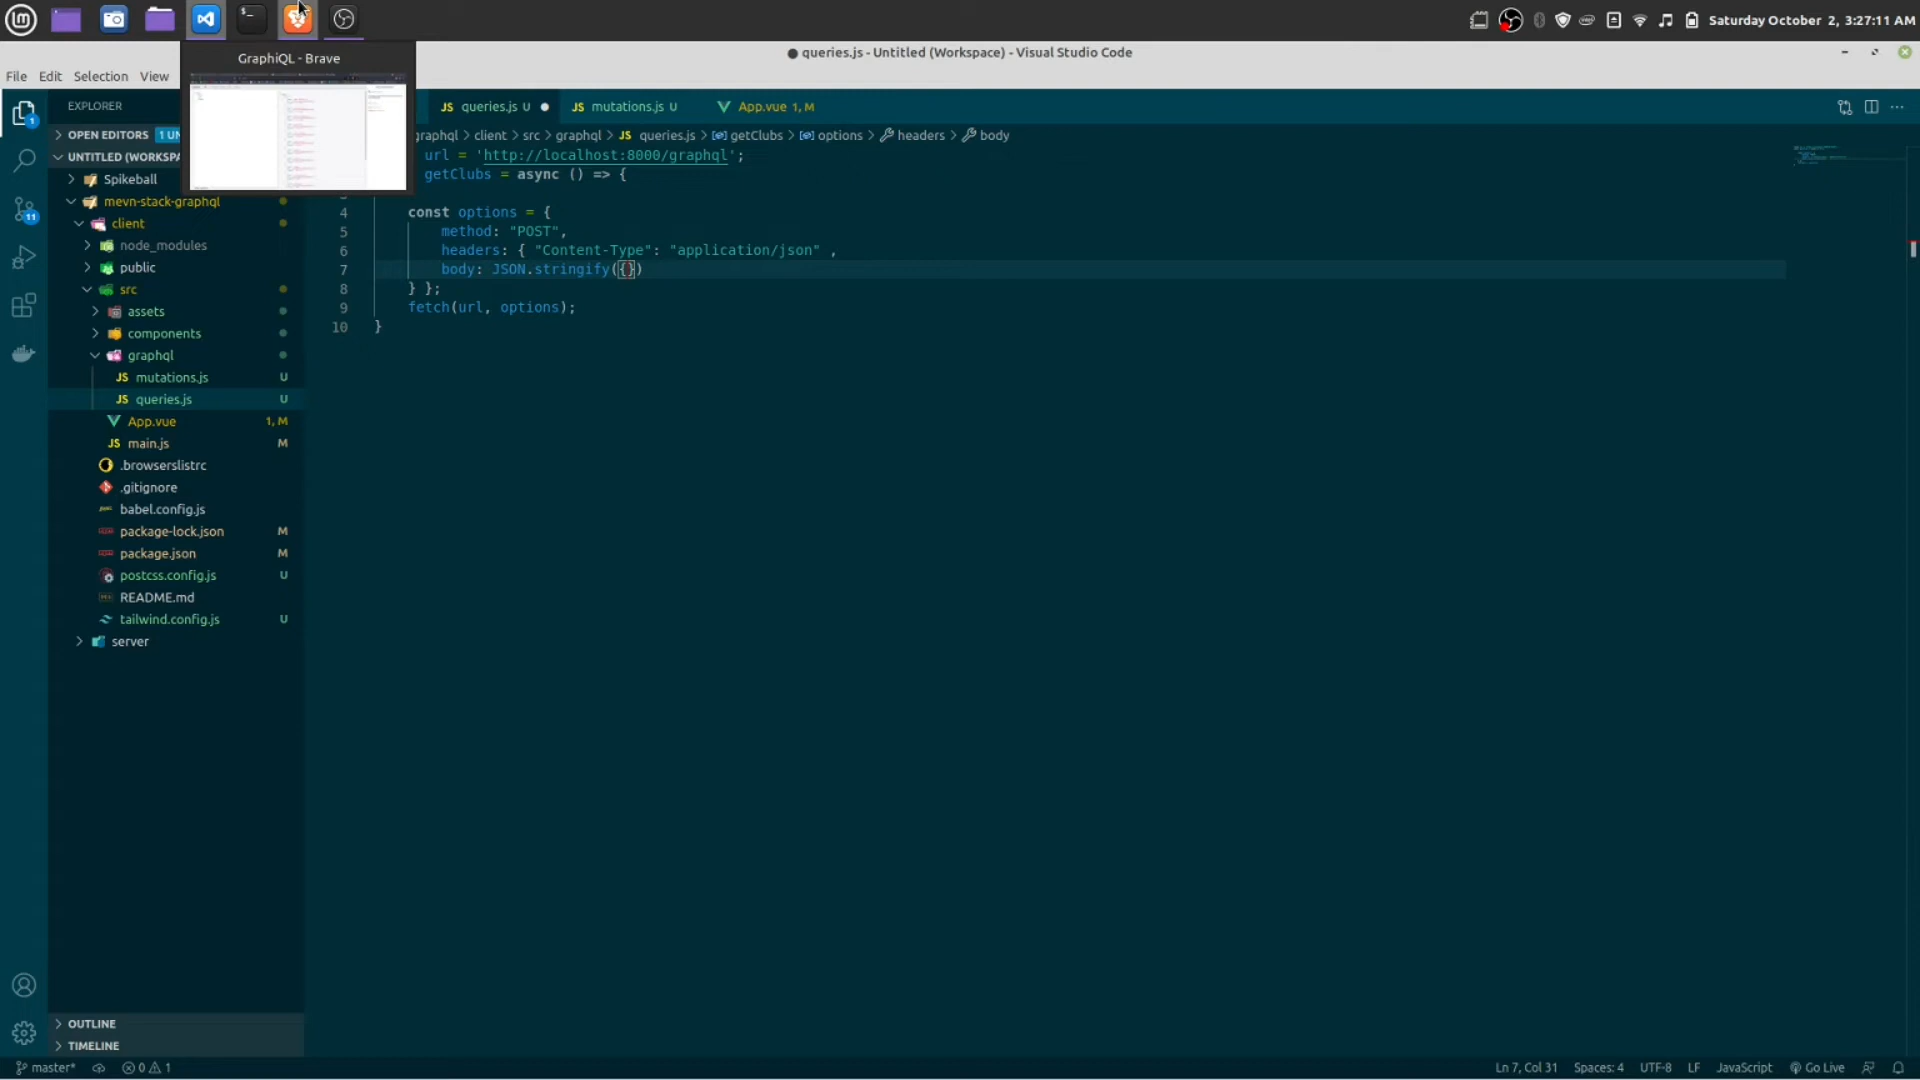 Saturday October 2, 3:27:11 AM
GraphiQL - Brave
● queries.js - Untitled (Workspace) - Visual Studio Code
File Edit Selection View
EXPLORER
JS queries.js U ●
JS mutations.js U
App.vue 1, M
OPEN EDITORS 1 UN
graphql > client > src > graphql > JS queries.js > getClubs > options > headers > body
UNTITLED (WORKSPA
Spikeball
mevn-stack-graphql
client
node_modules
public
src
assets
components
graphql
JS mutations.js U
JS queries.js U
App.vue 1, M
JS main.js M
.browserslistrc
.gitignore
babel.config.js
package-lock.json M
package.json M
postcss.config.js U
README.md
tailwind.config.js U
server
url = 'http://localhost:8000/graphql';
getClubs = async () => {
4 const options = {
5 method: "POST",
6 headers: { "Content-Type": "application/json" ,
7 body: JSON.stringify({})
8 } };
9 fetch(url, options);
10 }
1
11
OUTLINE
TIMELINE
master* 0 1
Ln 7, Col 31 Spaces: 4 UTF-8 LF JavaScript Go Live